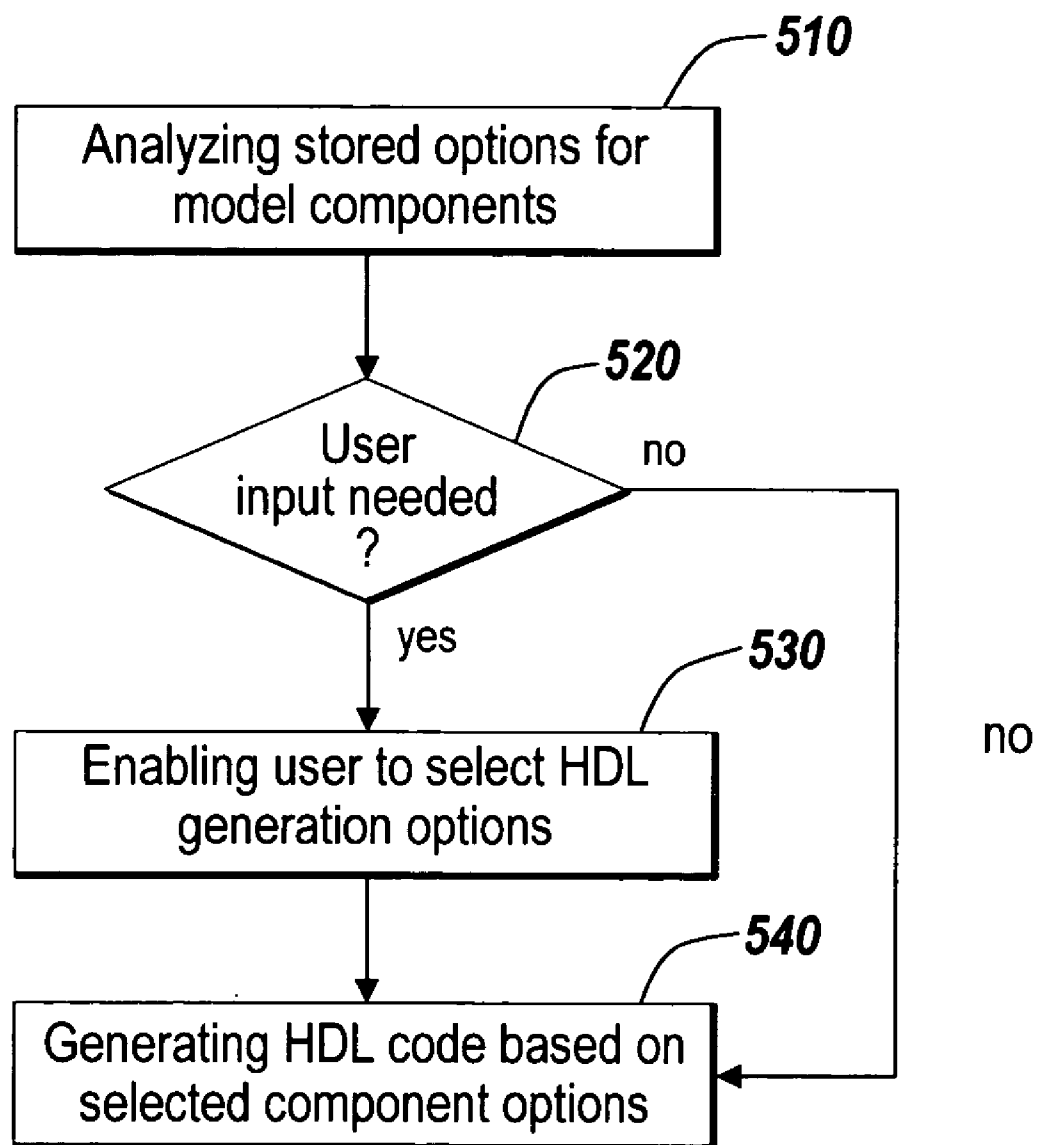 510
Analyzing stored options for
model components
520
User
input needed
?
no
yes
530
no
Enabling user to select HDL
generation options
540
Generating HDL code based on
selected component options